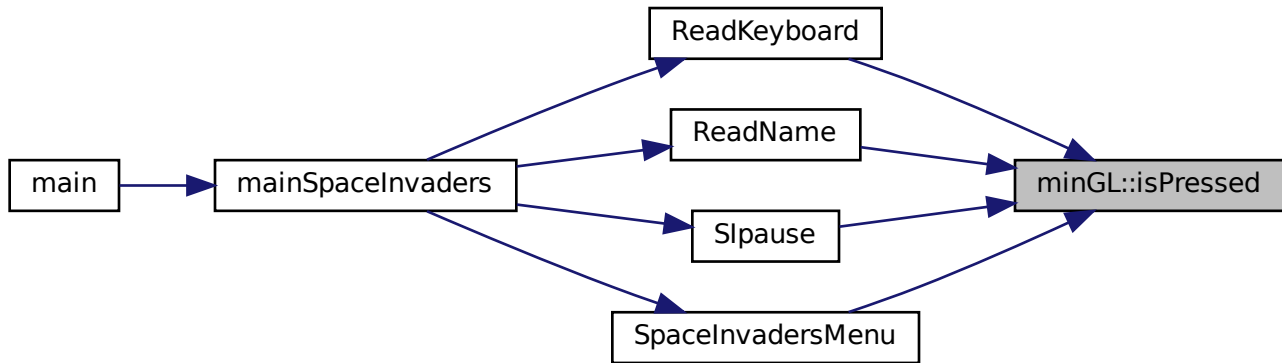 ReadKeyboard
ReadName
main
mainSpaceInvaders
minGL::isPressed
SIpause
SpaceInvadersMenu